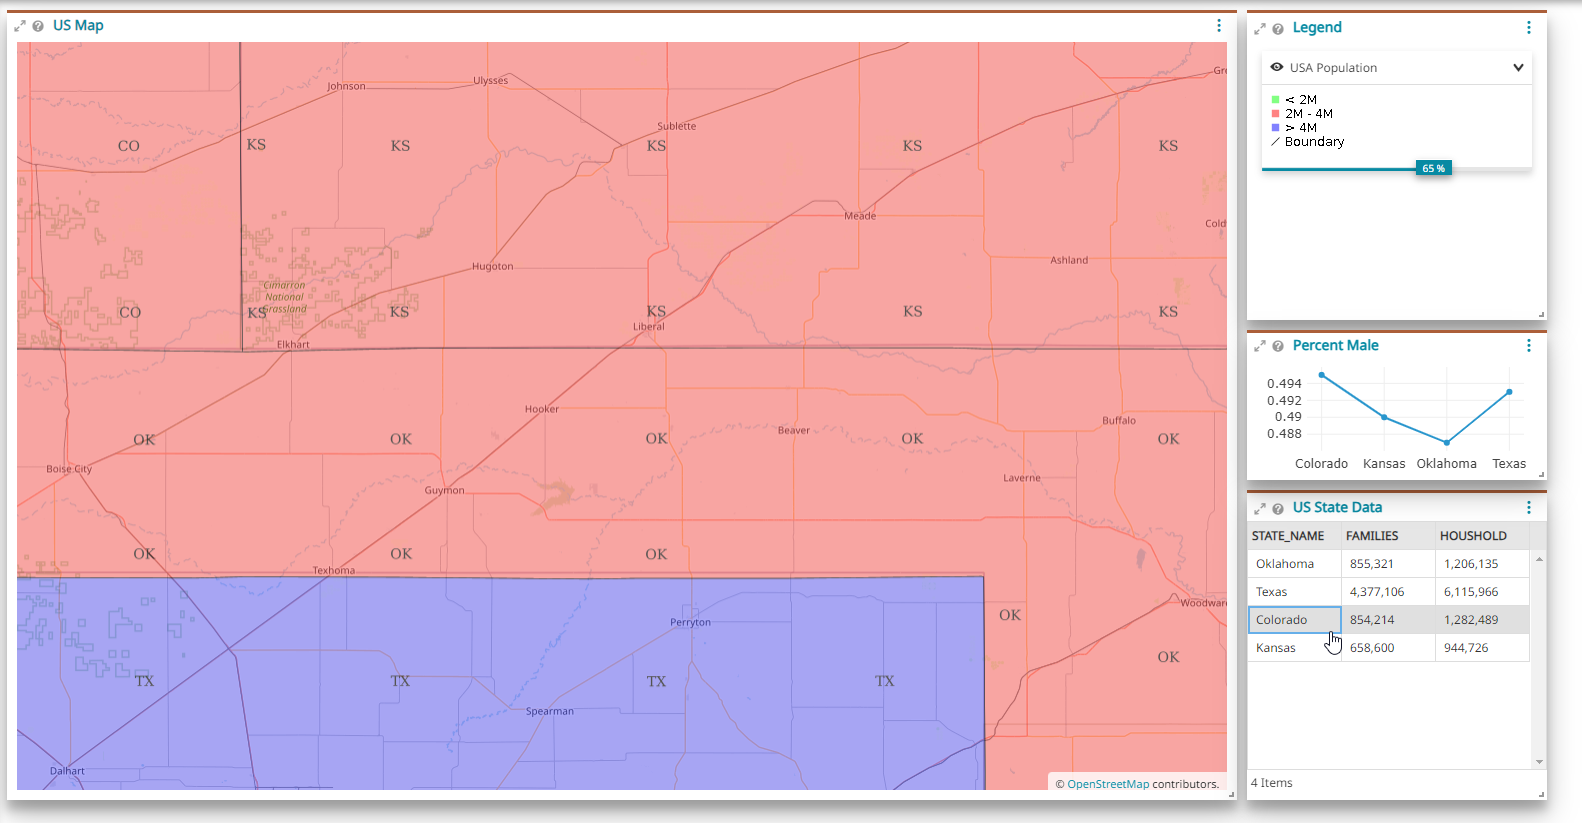 US Map
Johnson
Ulysses
Gre
Sublette
CO
KS
KS
KS
KS
KS
Meade
Cold
Hugoton
Ashland
Cimarron
National
Grassland
CO
KS
KS
KS
KS
KS
Liberal
Elkhart
Hooker
Buffalo
Beaver
OK
OK
OK
OK
OK
Boise City
Laverne
Guymon
OK
OK
OK
Texhoma
Woodwar
OK
Perryton
OK
TX
TX
TX
TX
Spearman
Dalhart
© OpenStreetMap contributors.
Legend
USA Population
< 2M
2M - 4M
> 4M
Boundary
65 %
Percent Male
0.494
0.492
0.49
0.488
Colorado Kansas Oklahoma Texas
US State Data
STATE_NAME FAMILIES HOUSHOLD
Oklahoma 855,321 1,206,135
Texas 4,377,106 6,115,966
Colorado 854,214 1,282,489
Kansas 658,600 944,726
4 Items